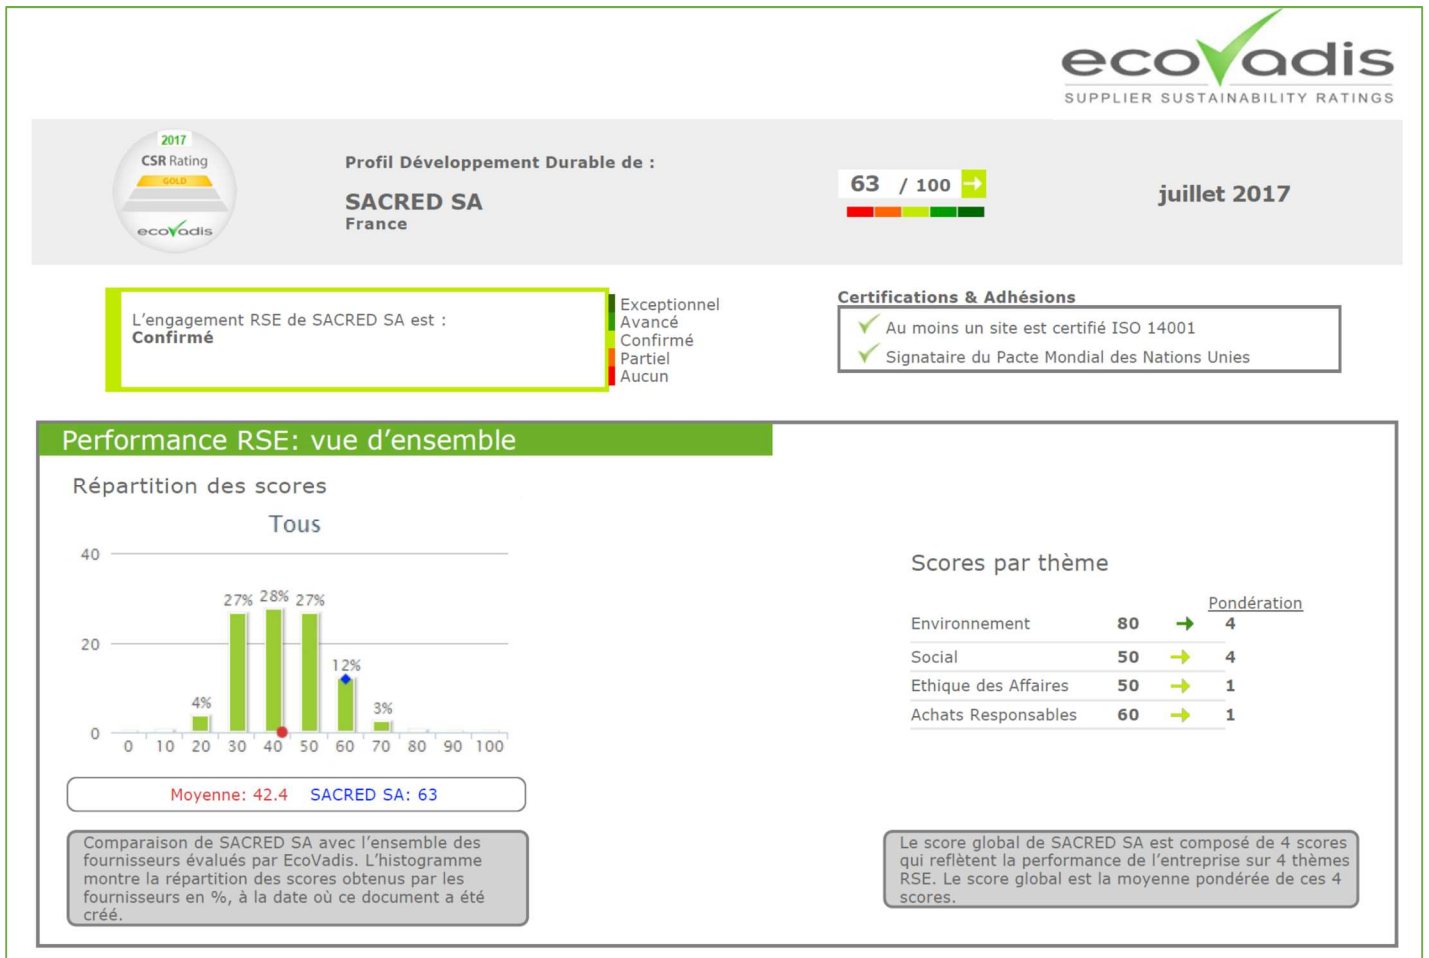 ecovadis
SUPPLIER SUSTAINABILITY RATINGS
2017
CSR Rating
GOLD
ecovadis
Profil Développement Durable de :
SACRED SA
France
63 / 100
juillet 2017
L'engagement RSE de SACRED SA est :
Confirmé
Exceptionnel
Avancé
Confirmé
Partiel
Aucun
Certifications & Adhésions
Au moins un site est certifié ISO 14001
Signataire du Pacte Mondial des Nations Unies
Performance RSE: vue d'ensemble
Répartition des scores
Tous
40
27% 28% 27%
20
12%
4%
3%
0
0 10 20 30 40 50 60 70 80 90 100
Moyenne: 42.4 SACRED SA: 63
Comparaison de SACRED SA avec l'ensemble des
fournisseurs évalués par EcoVadis. L'histogramme
montre la répartition des scores obtenus par les
fournisseurs en %, à la date où ce document a été
créé.
Scores par thème
Pondération
Environnement 80 4
Social 50 4
Ethique des Affaires 50 1
Achats Responsables 60 1
Le score global de SACRED SA est composé de 4 scores
qui reflètent la performance de l'entreprise sur 4 thèmes
RSE. Le score global est la moyenne pondérée de ces 4
scores.